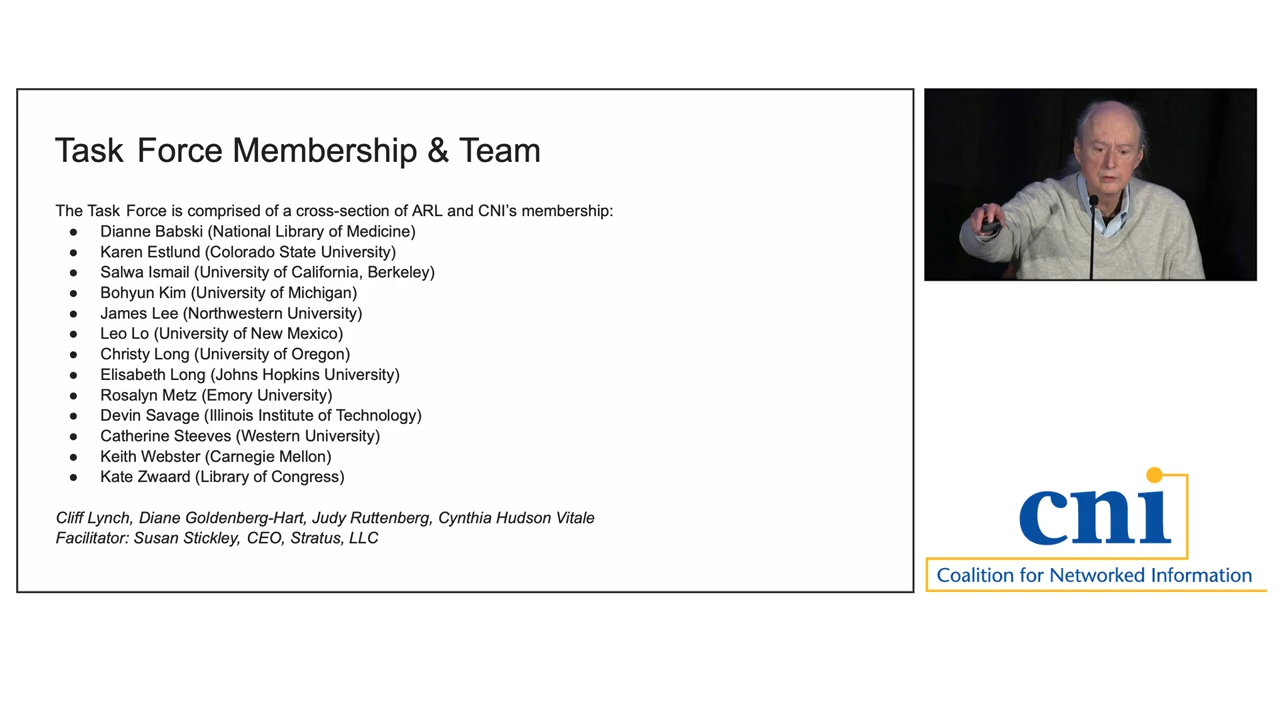 Task Force Membership & Team
The Task Force is comprised of a cross-section of ARL and CNI's membership:
● Dianne Babski (National Library of Medicine)
● Karen Estlund (Colorado State University)
● Salwa Ismail (University of California, Berkeley)
● Bohyun Kim (University of Michigan)
● James Lee (Northwestern University)
● Leo Lo (University of New Mexico)
● Christy Long (University of Oregon)
● Elisabeth Long (Johns Hopkins University)
● Rosalyn Metz (Emory University)
● Devin Savage (Illinois Institute of Technology)
● Catherine Steeves (Western University)
● Keith Webster (Carnegie Mellon)
● Kate Zwaard (Library of Congress)
Cliff Lynch, Diane Goldenberg-Hart, Judy Ruttenberg, Cynthia Hudson Vitale
Facilitator: Susan Stickley, CEO, Stratus, LLC
cni
Coalition for Networked Information